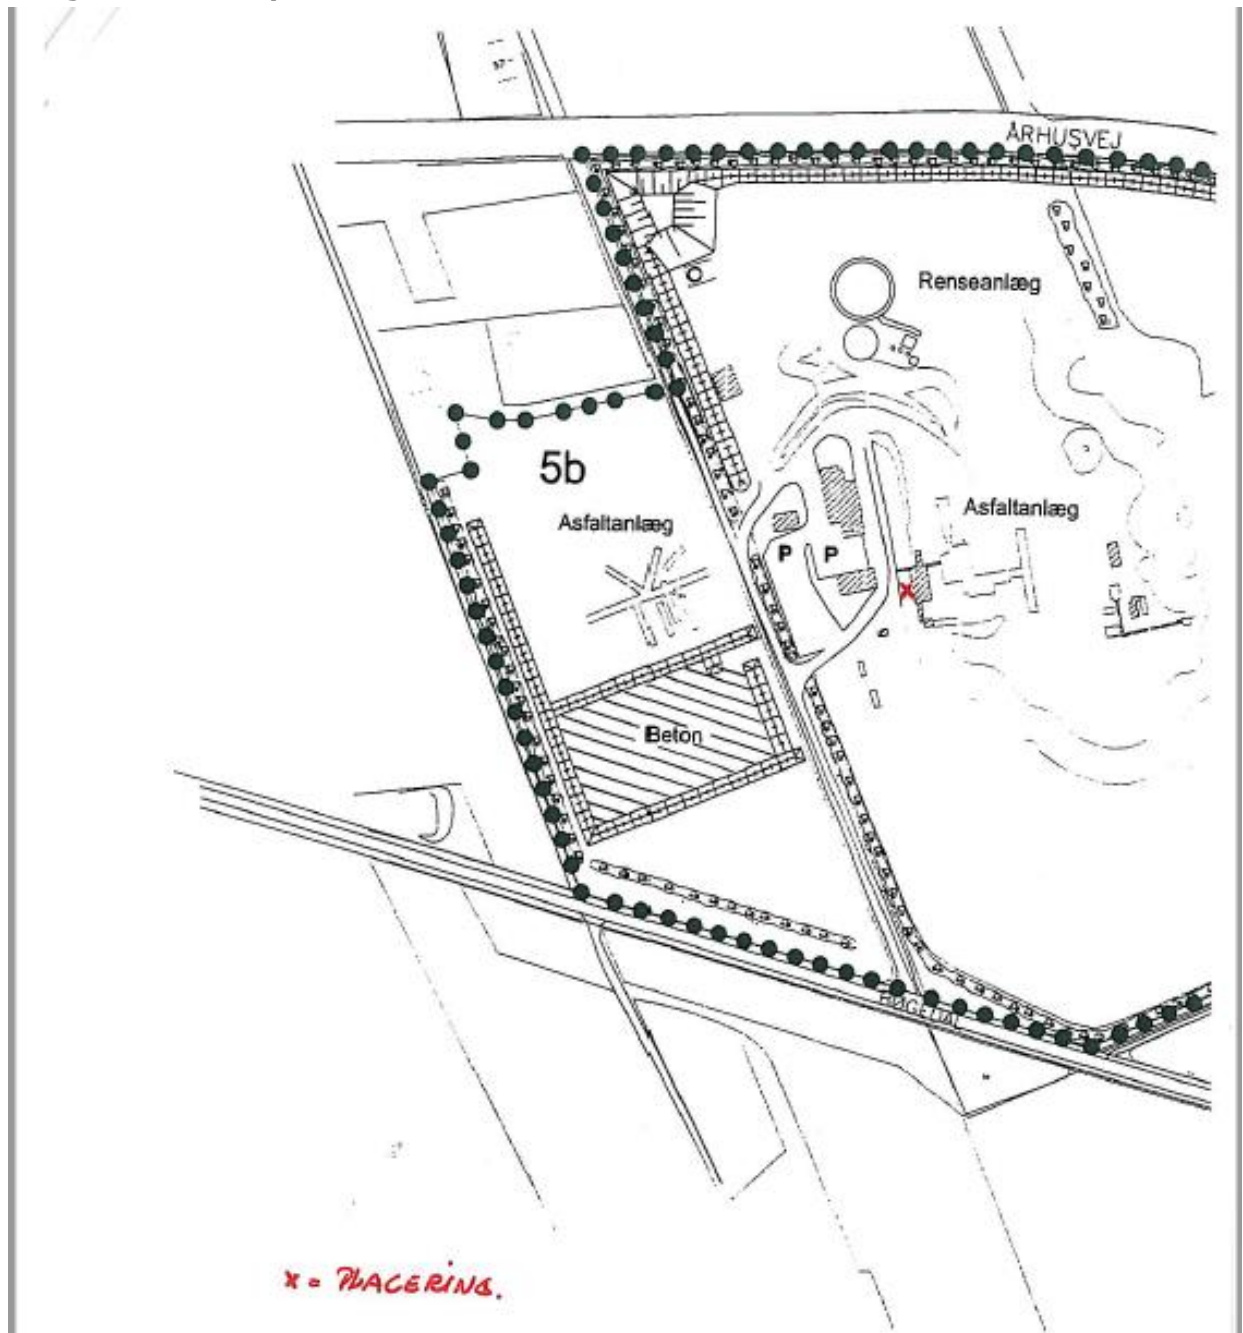 ÅRHUSVEJ
Renseanlæg
5b
Asfaltanlæg
Asfaltanlæg
P
P
Beton
x = PLACERING.